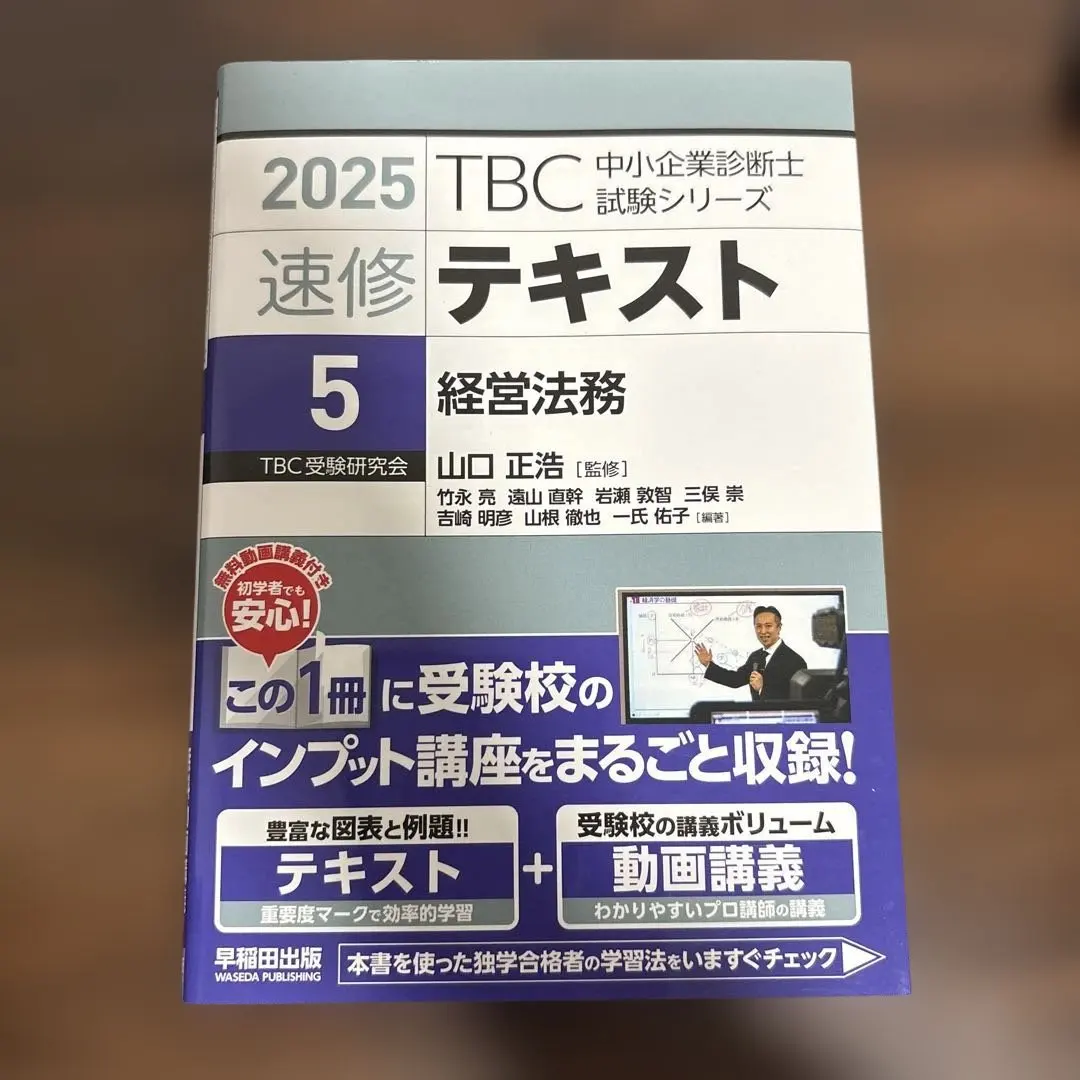 2025
TBC 中小企業診断士
試験シリーズ
速修 テキスト
5 経営法務
TBC受験研究会
山口 正浩 [監修]
竹永 亮 遠山 直幹 岩瀬 敦智 三俣 崇
吉崎 明彦 山根 徹也 一氏 佑子 [編著]
無料動画講義付き
初学者でも
安心!
経済学の基礎
この1冊に受験校の
インプット講座をまるごと収録!
豊富な図表と例題!!
テキスト
重要度マークで効率的学習
+
受験校の講義ボリューム
動画講義
わかりやすいプロ講師の講義
早稲田出版
WASEDA PUBLISHING
本書を使った独学合格者の学習法をいますぐチェック